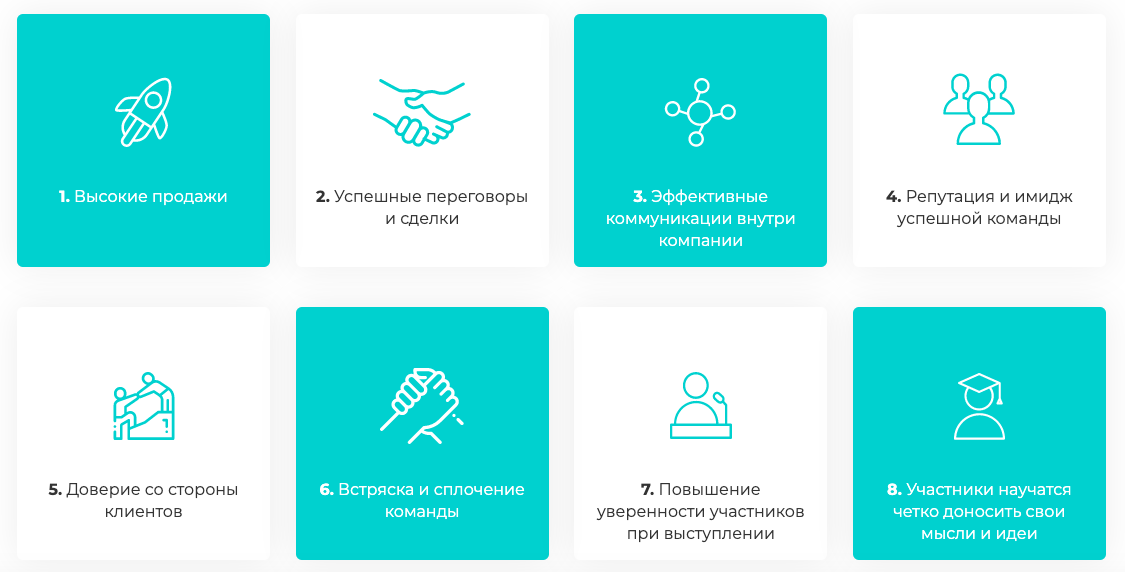 1. Высокие продажи
2. Успешные переговоры
и сделки
3. Эффективные
коммуникации внутри
компании
4. Репутация и имидж
успешной команды
5. Доверие со стороны
клиентов
6. Встряска и сплочение
команды
7. Повышение
уверенности участников
при выступлении
8. Участники научатся
четко доносить свои
мысли и идеи